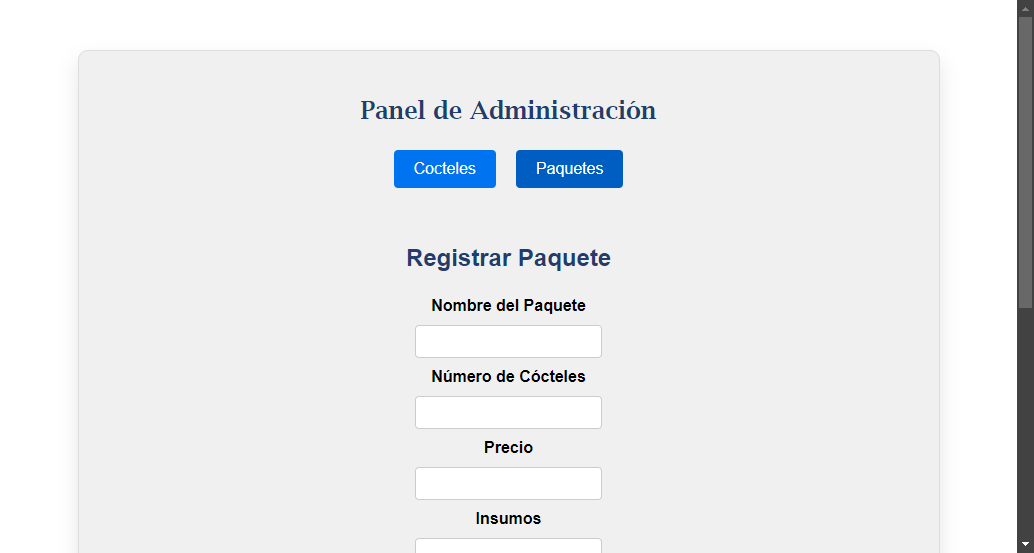 Panel de Administración
Cocteles Paquetes
Registrar Paquete
Nombre del Paquete
Número de Cócteles
Precio
Insumos